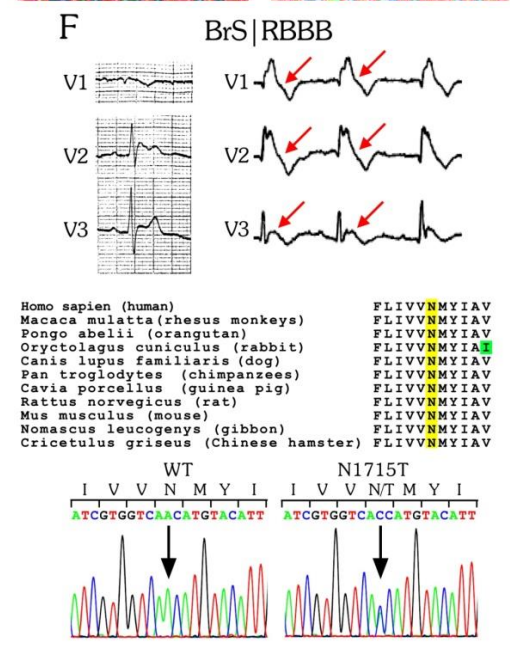 F
BrS|RBBB
V1
V1
V2
V2
V3
V3
Homo sapien (human) FLIVVNMYIAV
Macaca mulatta(rhesus monkeys) FLIVVNMYIAV
Pongo abelii (orangutan) FLIVVNMYIAV
Oryctolagus cuniculus (rabbit) FLIVVNMYIAI
Canis lupus familiaris (dog) FLIVVNMYIAV
Pan troglodytes (chimpanzees) FLIVVNMYIAV
Cavia porcellus (guinea pig) FLIVVNMYIAV
Rattus norvegicus (rat) FLIVVNMYIAV
Mus musculus (mouse) FLIVVNMYIAV
Nomascus leucogenys (gibbon) FLIVVNMYIAV
Cricetulus griseus (Chinese hamster) FLIVVNMYIAV
WT
N1715T
I V V N M Y I
I V V N/T M Y I
ATCGTGGTCAACATGTACATT
ATCGTGGTCACCATGTACATT